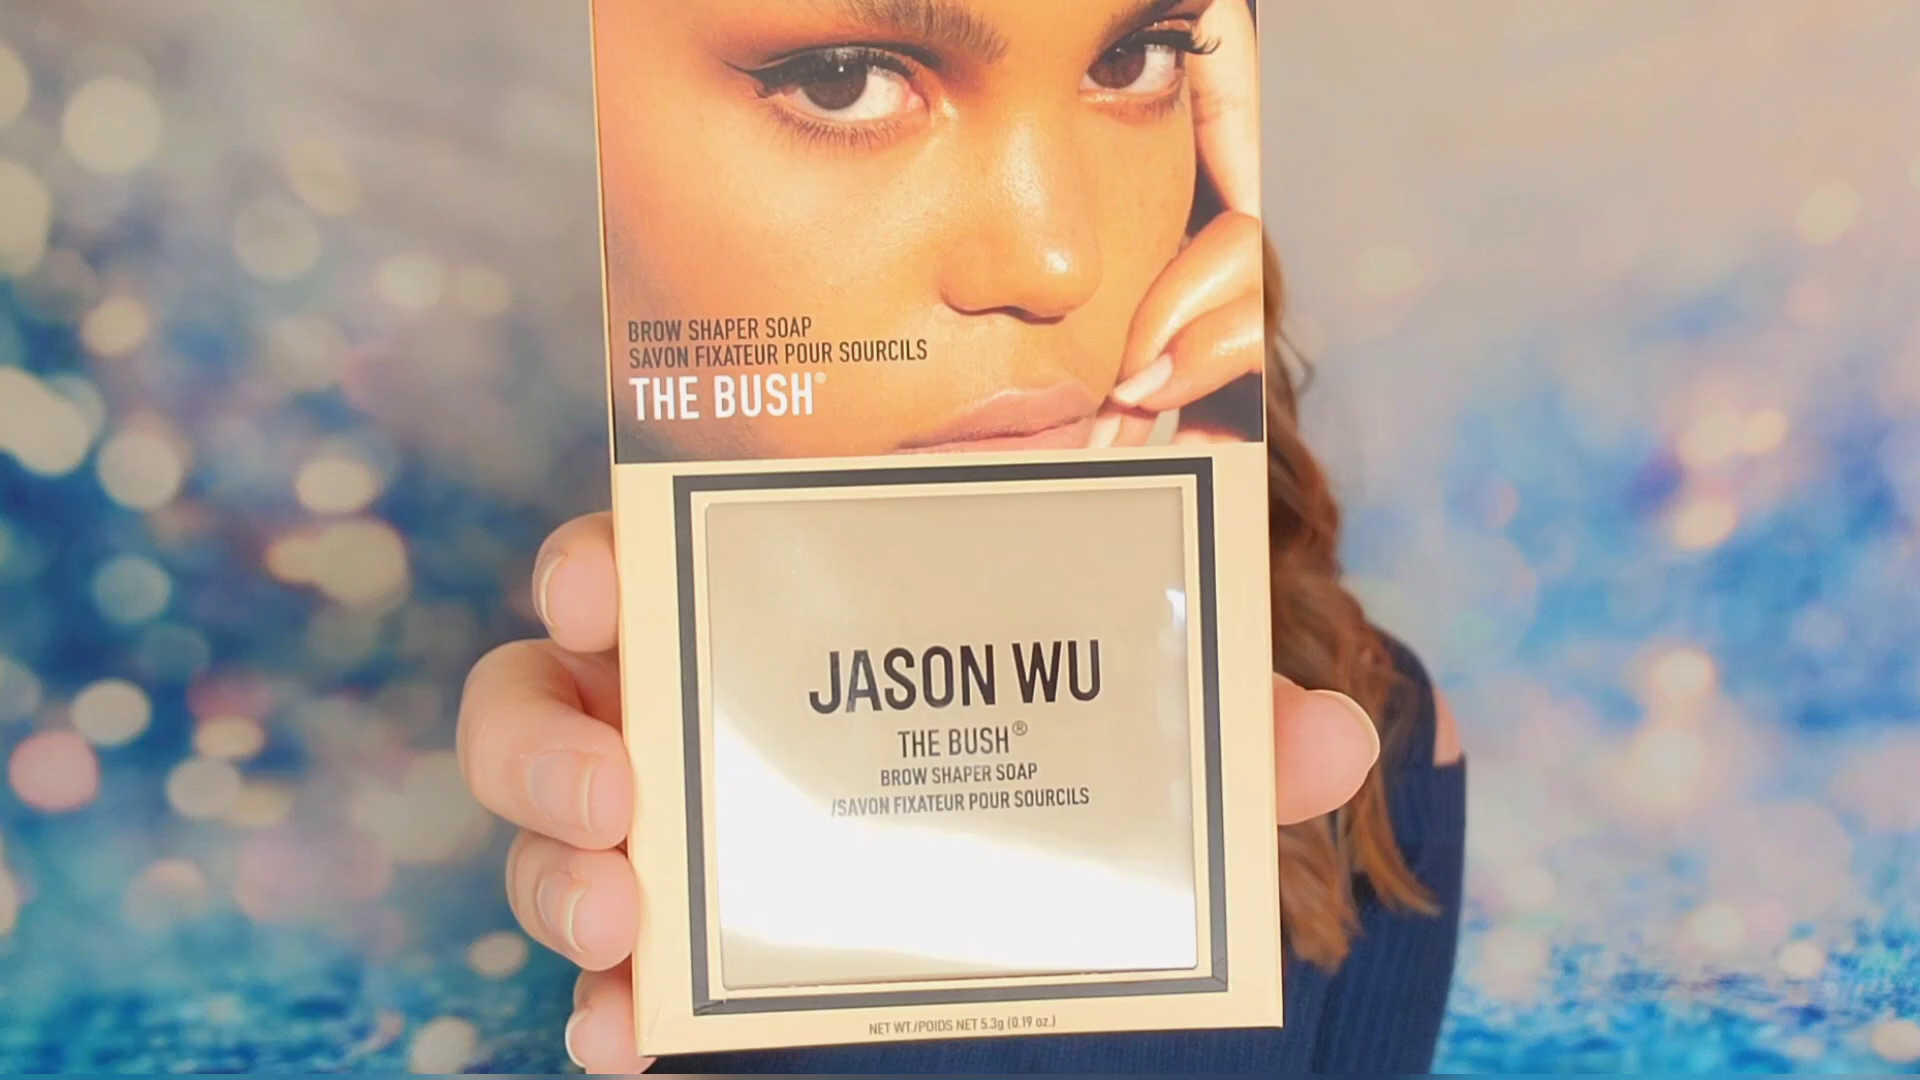 BROW SHAPER SOAP
SAVON FIXATEUR POUR SOURCILS
THE BUSH®
JASON WU
THE BUSH®
BROW SHAPER SOAP
/SAVON FIXATEUR POUR SOURCILS
NET WT./POIDS NET 5.3g (0.19 oz.)